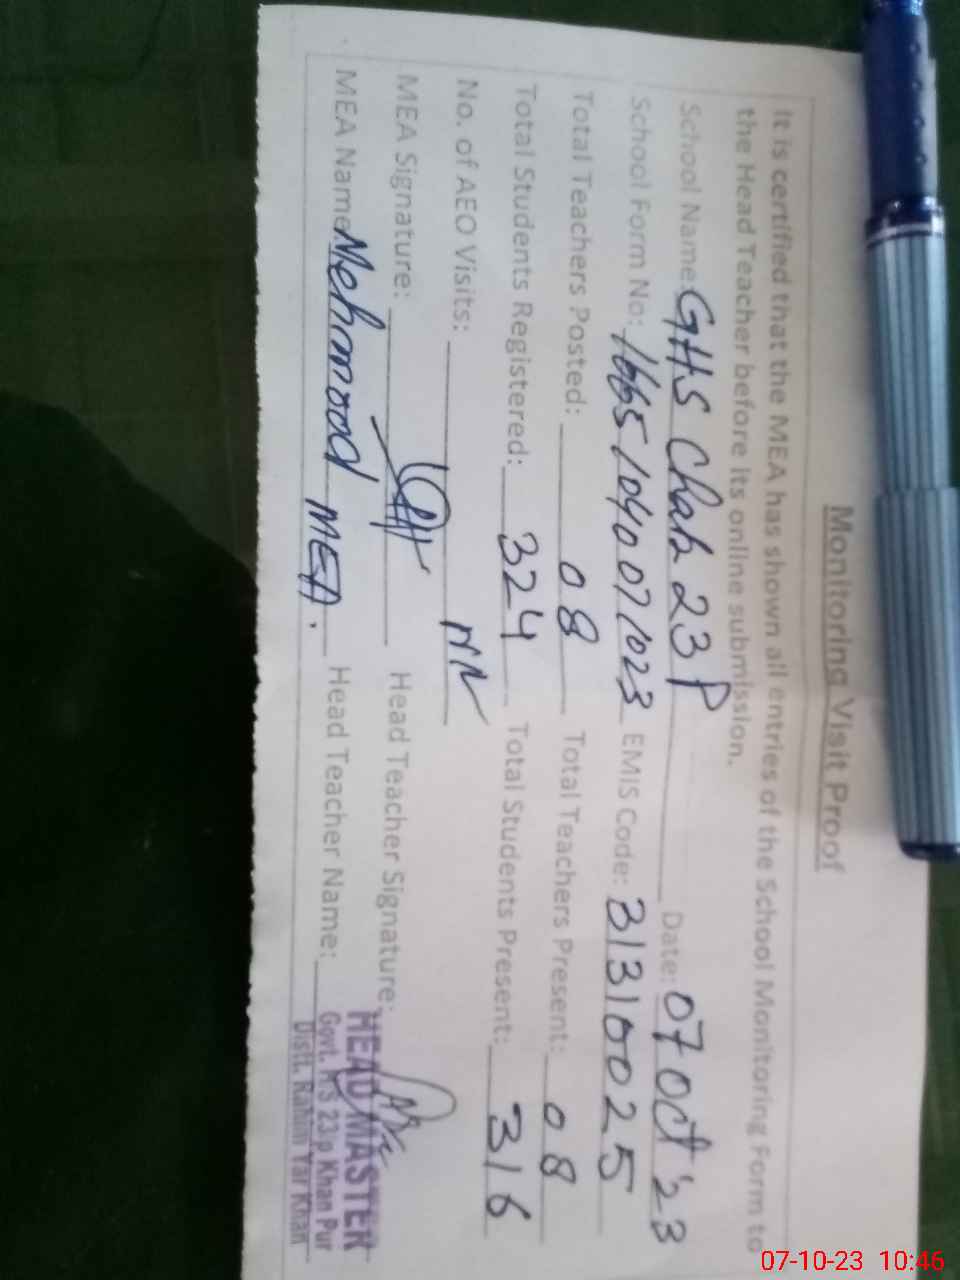 Monitoring Visit Proof
It is certified that the MEA has shown all entries of the School Monitoring Form to
the Head Teacher before its online submission.
School Name: GHS Chak 23 P Date: 07 Oct '23
School Form No: 1665104007 1023 EMIS Code: 31310025
Total Teachers Posted: 08 Total Teachers Present: 08
Total Students Registered: 324 Total Students Present: 316
No. of AEO Visits:
MEA Signature: Head Teacher Signature:
MEA Name: Mehmood MEA. Head Teacher Name:
HEAD MASTER
Govt. HS 23 p Khan Pur
Distt. Rahim Yar Khan
07-10-23 10:46